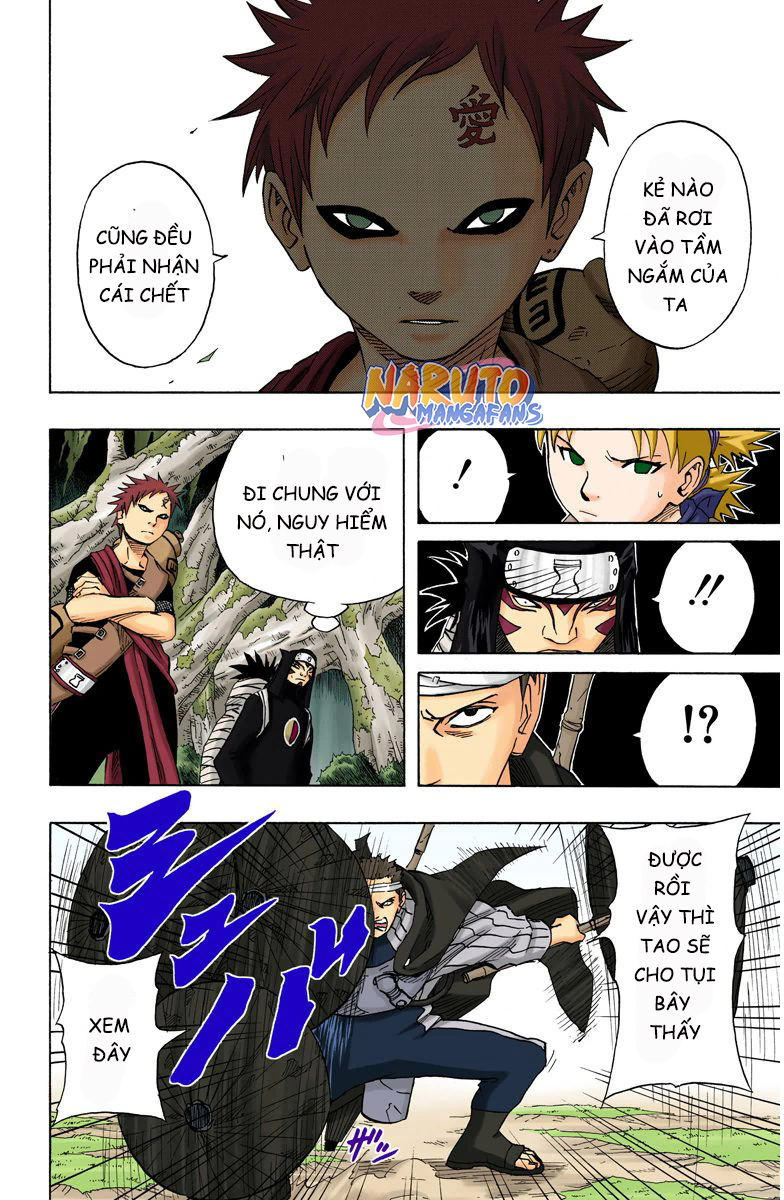 愛
KẺ NÀO
ĐÃ RƠI
VÀO TẦM
NGẮM CỦA
TA
CŨNG ĐỀU
PHẢI NHẬN
CÁI CHẾT
NARUTO
MANGAFANS
!
!!
!?
ĐI CHUNG VỚI
NÓ, NGUY HIỂM
THẬT
ĐƯỢC
RỒI
VẬY THÌ
TAO SẼ
CHO TỤI
BÂY
THẤY
XEM
ĐÂY